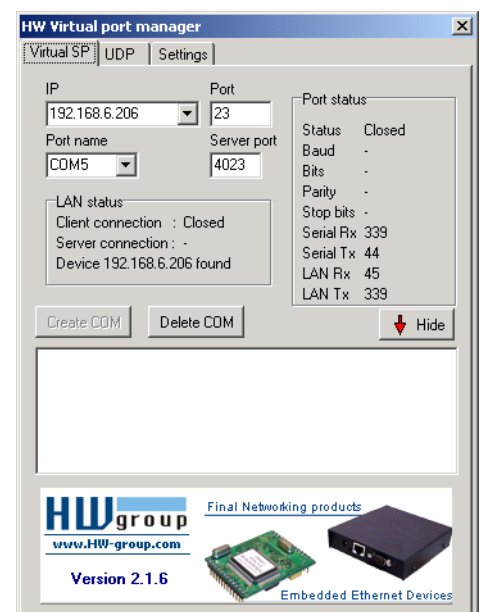 HW Virtual port manager
Virtual SP
UDP
Settings
IP
Port
192.168.6.206
23
Port name
Server port
COM5
4023
LAN status
Client connection : Closed
Server connection : -
Device 192.168.6.206 found
Port status
Status Closed
Baud -
Bits -
Parity -
Stop bits -
Serial Rx 339
Serial Tx 44
LAN Rx 45
LAN Tx 339
Create COM
Delete COM
Hide
HW group
www.HW-group.com
Version 2.1.6
Final Networking products
Embedded Ethernet Devices